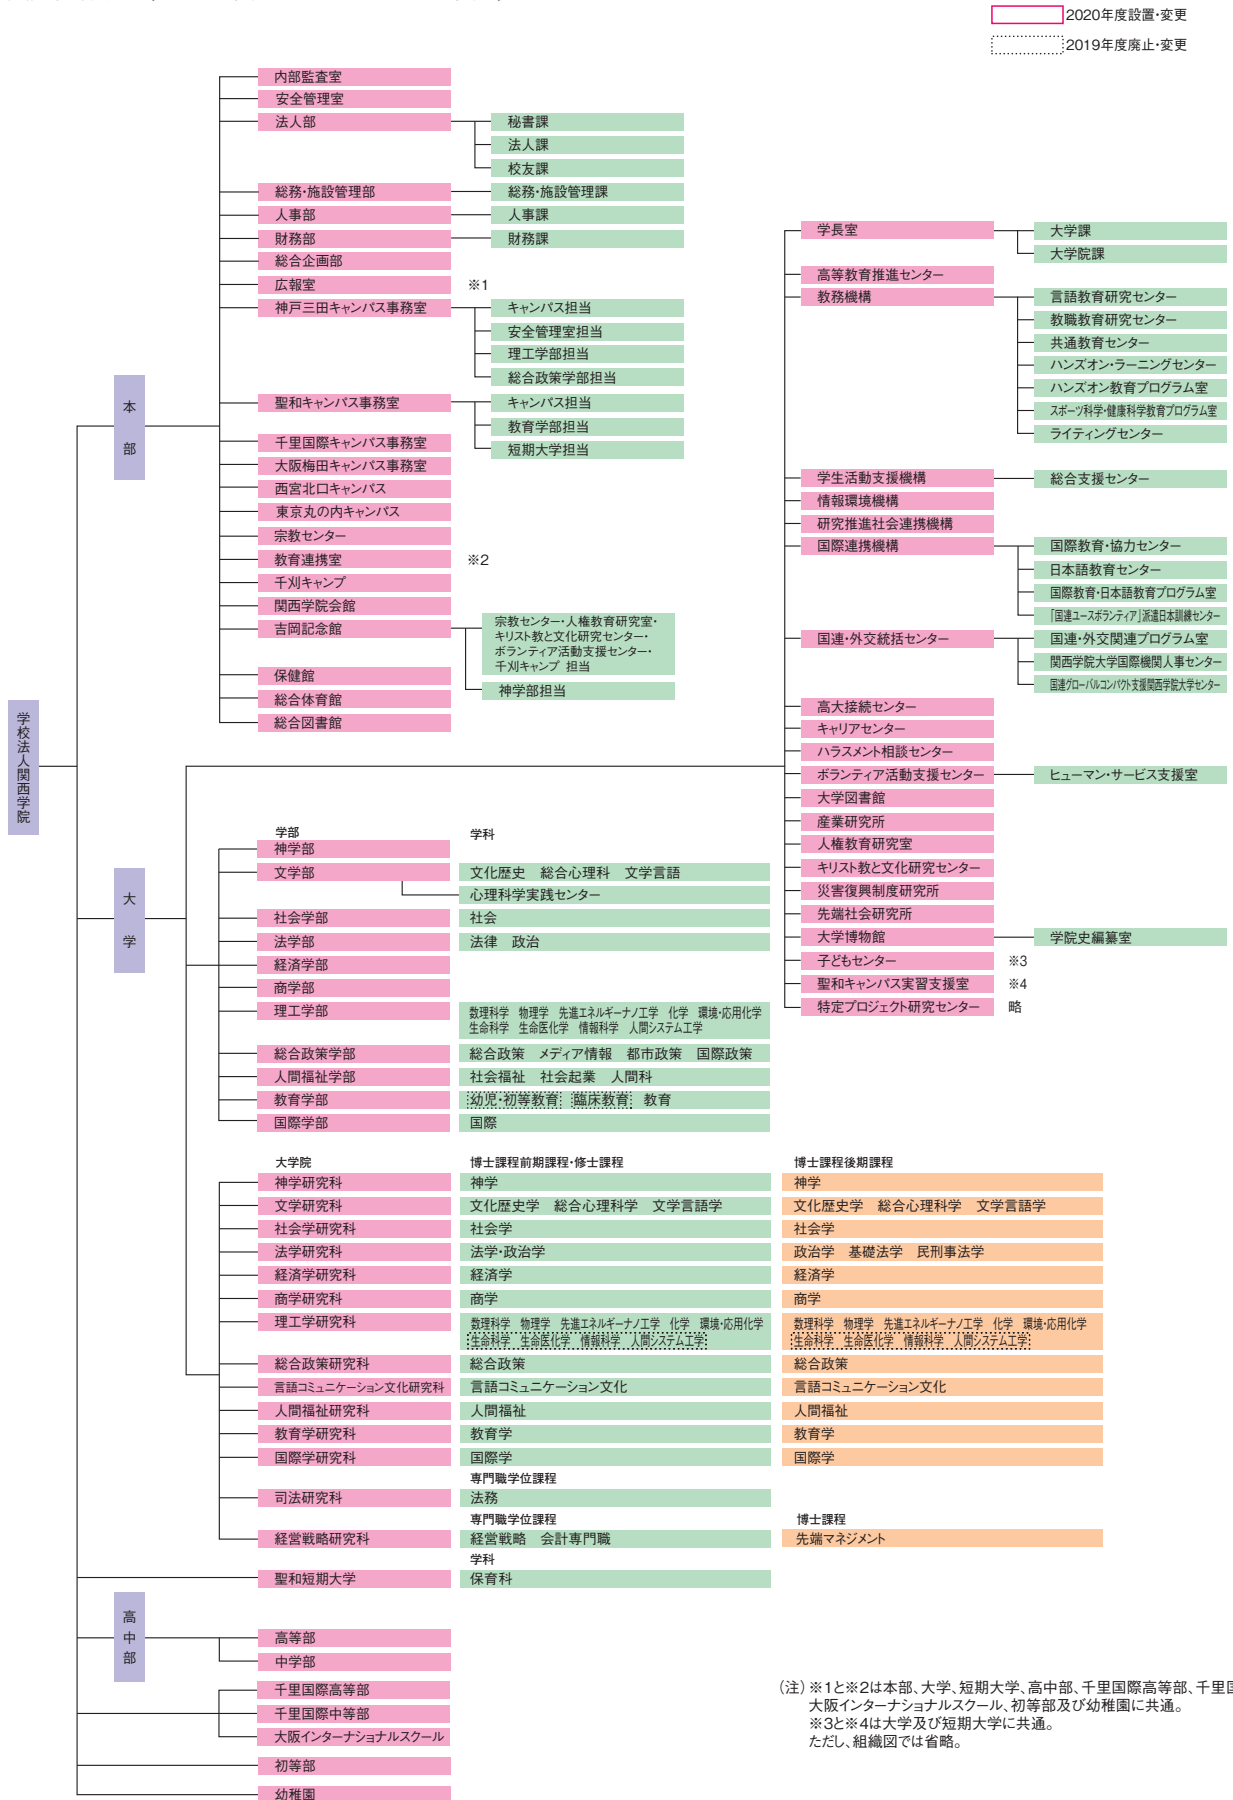 2020年度設置・変更
2019年度廃止・変更
学校法人関西学院
本部
内部監査室
安全管理室
法人部
秘書課
法人課
校友課
総務・施設管理部
総務・施設管理課
人事部
人事課
財務部
財務課
総合企画部
広報室 ※1
神戸三田キャンパス事務室
キャンパス担当
安全管理室担当
理工学部担当
総合政策学部担当
聖和キャンパス事務室
キャンパス担当
教育学部担当
短期大学担当
千里国際キャンパス事務室
大阪梅田キャンパス事務室
西宮北口キャンパス
東京丸の内キャンパス
宗教センター
教育連携室 ※2
千刈キャンプ
関西学院会館
吉岡記念館
宗教センター・人権教育研究室・
キリスト教と文化研究センター・
ボランティア活動支援センター・
千刈キャンプ 担当
神学部担当
保健館
総合体育館
総合図書館
大学
学長室
大学課
大学院課
高等教育推進センター
教務機構
言語教育研究センター
教職教育研究センター
共通教育センター
ハンズオン・ラーニングセンター
ハンズオン教育プログラム室
スポーツ科学・健康科学教育プログラム室
ライティングセンター
学生活動支援機構
総合支援センター
情報環境機構
研究推進社会連携機構
国際連携機構
国際教育・協力センター
日本語教育センター
国際教育・日本語教育プログラム室
「国連ユースボランティア」派遣日本訓練センター
国連・外交統括センター
国連・外交関連プログラム室
関西学院大学国際機関人事センター
国連グローバルコンパクト支援関西学院大学センター
高大接続センター
キャリアセンター
ハラスメント相談センター
ボランティア活動支援センター
ヒューマン・サービス支援室
大学図書館
産業研究所
人権教育研究室
キリスト教と文化研究センター
災害復興制度研究所
先端社会研究所
大学博物館
学院史編纂室
子どもセンター ※3
聖和キャンパス実習支援室 ※4
特定プロジェクト研究センター 略
学部 学科
神学部
文学部
文化歴史 総合心理科 文学言語
心理科学実践センター
社会学部
社会
法学部
法律 政治
経済学部
商学部
理工学部
数理科学 物理学 先進エネルギーナノ工学 化学 環境・応用化学
生命科学 生命医化学 情報科学 人間システム工学
総合政策学部
総合政策 メディア情報 都市政策 国際政策
人間福祉学部
社会福祉 社会起業 人間科
教育学部
幼児・初等教育 臨床教育 教育
国際学部
国際
大学院 博士課程前期課程・修士課程 博士課程後期課程
神学研究科 神学 神学
文学研究科 文化歴史学 総合心理科学 文学言語学 文化歴史学 総合心理科学 文学言語学
社会学研究科 社会学 社会学
法学研究科 法学・政治学 政治学 基礎法学 民刑事法学
経済学研究科 経済学 経済学
商学研究科 商学 商学
理工学研究科
数理科学 物理学 先進エネルギーナノ工学 化学 環境・応用化学
生命科学 生命医化学 情報科学 人間システム工学
数理科学 物理学 先進エネルギーナノ工学 化学 環境・応用化学
生命科学 生命医化学 情報科学 人間システム工学
総合政策研究科 総合政策 総合政策
言語コミュニケーション文化研究科 言語コミュニケーション文化 言語コミュニケーション文化
人間福祉研究科 人間福祉 人間福祉
教育学研究科 教育学 教育学
国際学研究科 国際学 国際学
専門職学位課程
司法研究科 法務
専門職学位課程 博士課程
経営戦略研究科 経営戦略 会計専門職 先端マネジメント
学科
聖和短期大学 保育科
高中部
高等部
中学部
千里国際高等部
千里国際中等部
大阪インターナショナルスクール
初等部
幼稚園
(注)※1と※2は本部、大学、短期大学、高中部、千里国際高等部、千里国
大阪インターナショナルスクール、初等部及び幼稚園に共通。
※3と※4は大学及び短期大学に共通。
ただし、組織図では省略。